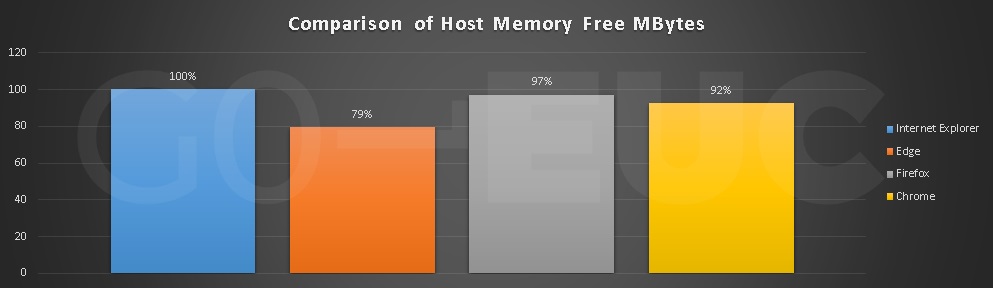 Comparison of Host Memory Free MBytes
120
100
80
60
40
20
0
100%
79%
97%
92%
Internet Explorer
Edge
Firefox
Chrome
GO-EUC